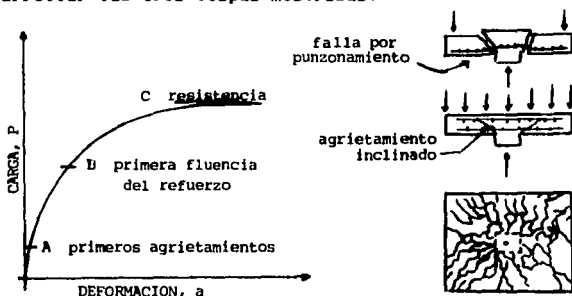 falla por
punzonamiento
C resistencia
agrietamiento
inclinado
B primera fluencia
del refuerzo
A primeros agrietamientos
CARGA, P
DEFORMACION, a